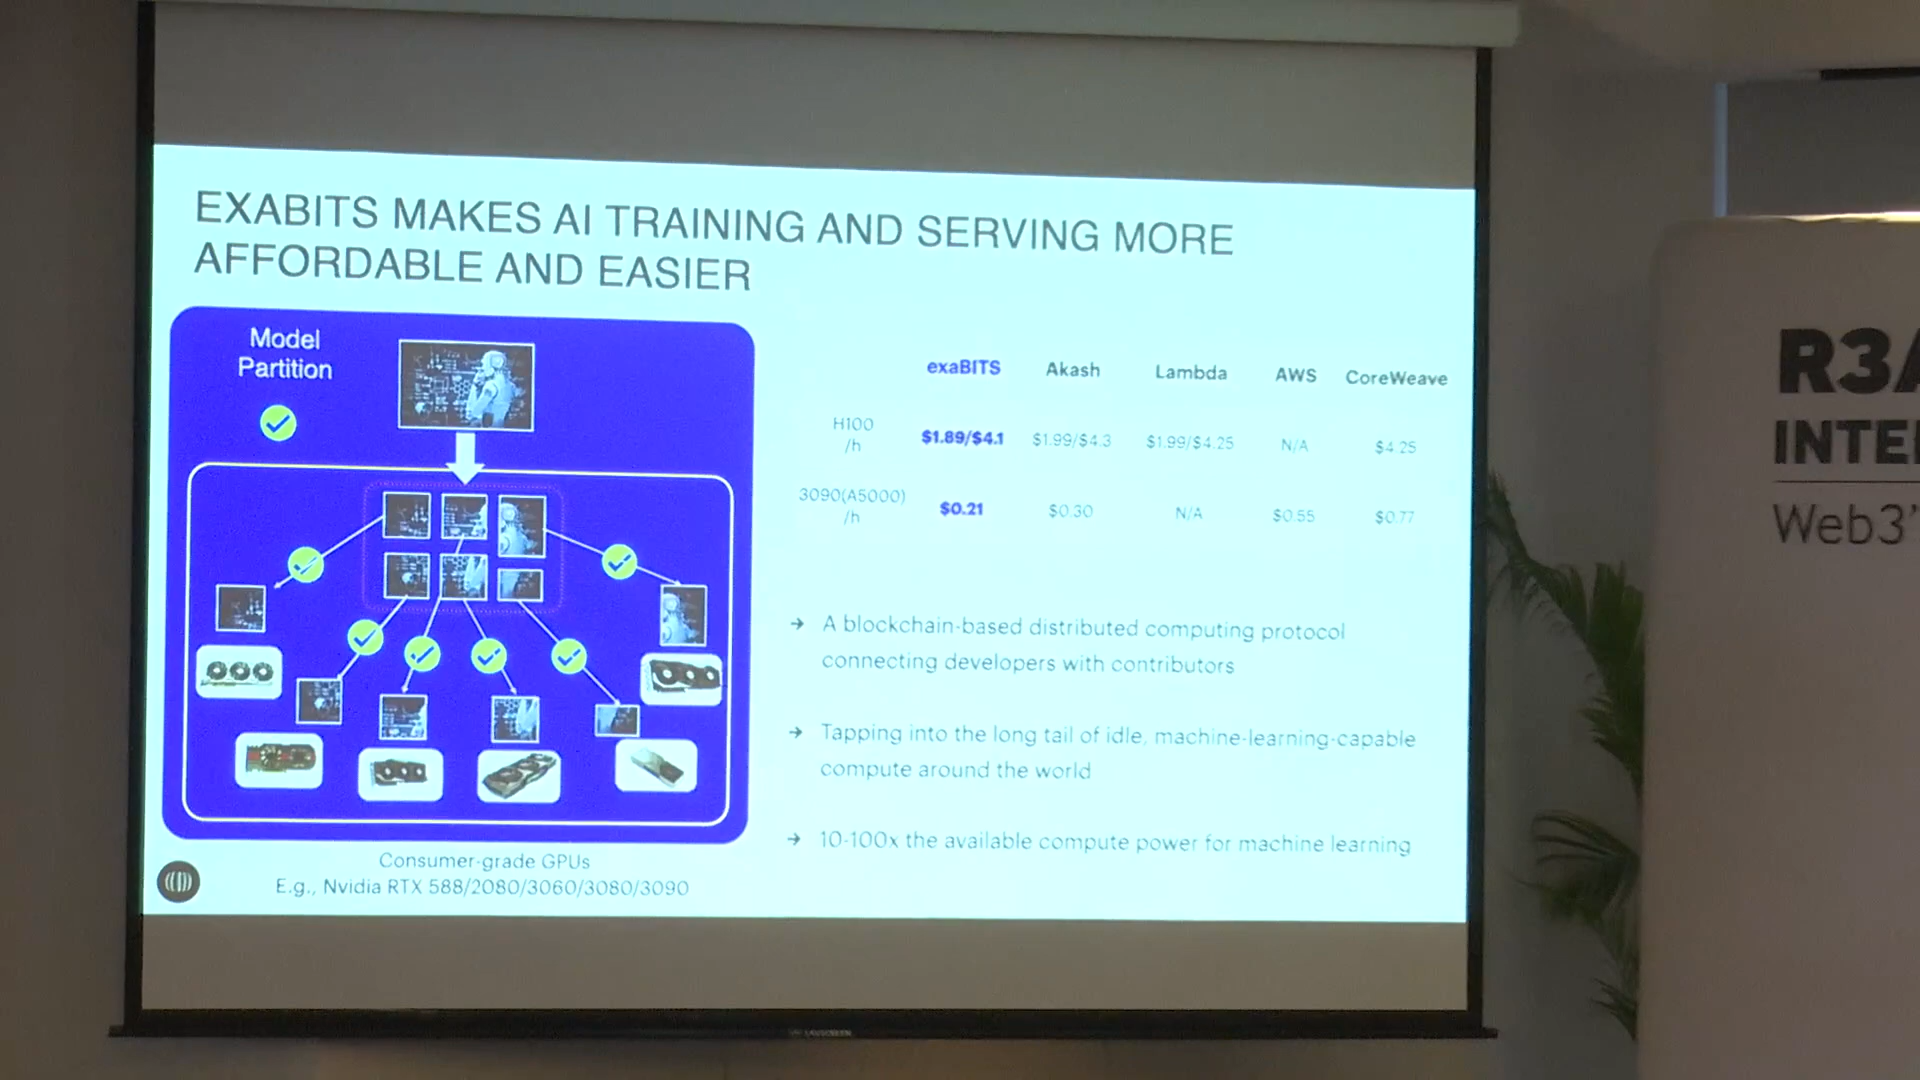 EXABITS MAKES AI TRAINING AND SERVING MORE
AFFORDABLE AND EASIER
Model
Partition
Consumer-grade GPUs
E.g., Nvidia RTX 588/2080/3060/3080/3090
exaBITS Akash Lambda AWS CoreWeave
H100
/h
$1.89/$4.1 $1.99/$4.3 $1.99/$4.25 N/A $4.25
3090(A5000)
/h
$0.21 $0.30 N/A $0.55 $0.77
→ A blockchain-based distributed computing protocol
connecting developers with contributors
→ Tapping into the long tail of idle, machine-learning-capable
compute around the world
→ 10-100x the available compute power for machine learning
R3
INTE
Web3'